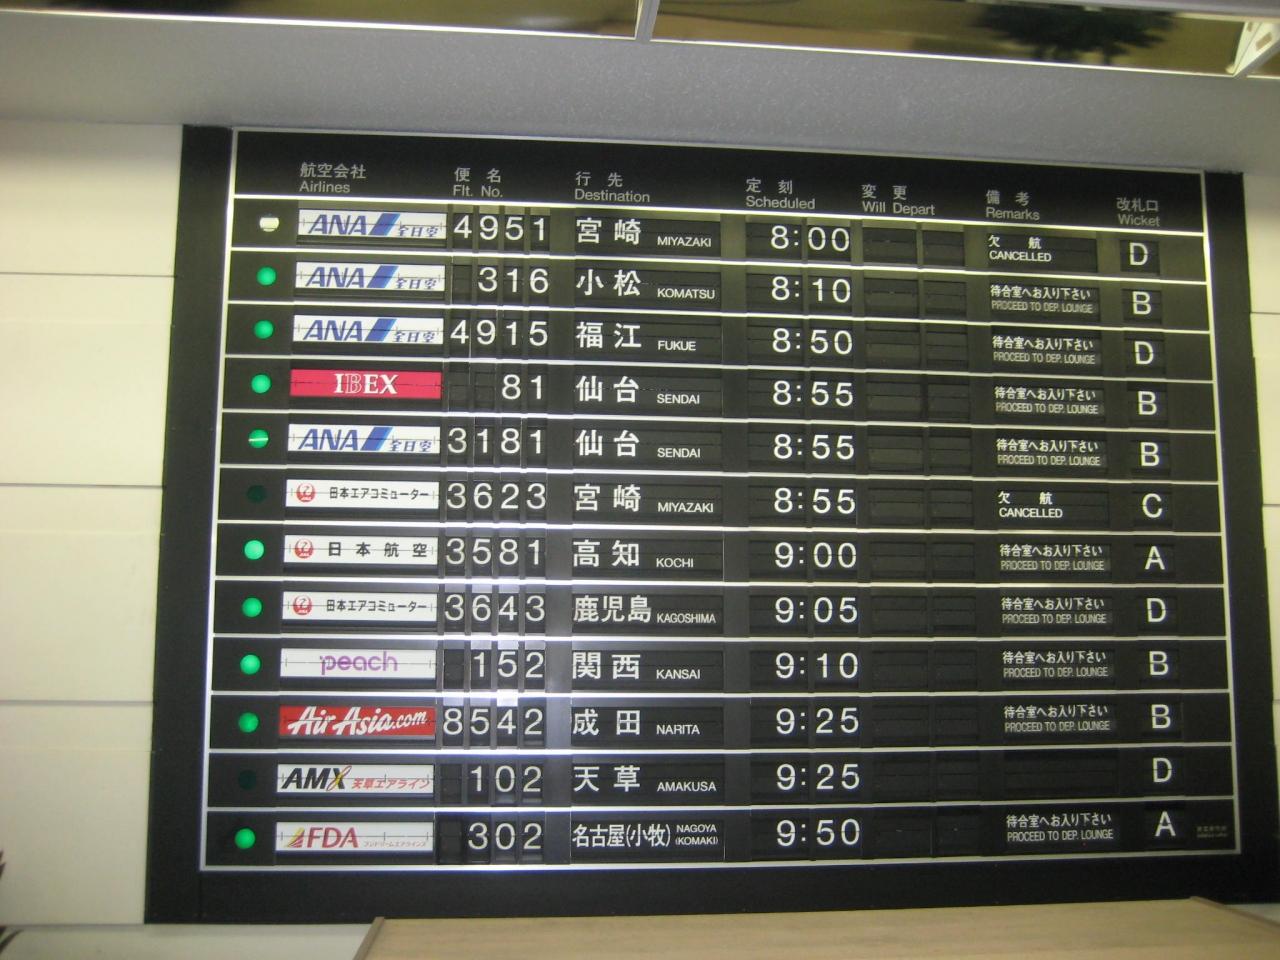 航空会社 便名 行先 定刻 変更 備考 改札口
Airlines Flt. No. Destination Scheduled Will Depart Remarks Wicket
ANA 全日空 4951 宮崎 MIYAZAKI 8:00 欠航 CANCELLED D
ANA 全日空 316 小松 KOMATSU 8:10 待合室へお入り下さい PROCEED TO DEP. LOUNGE B
ANA 全日空 4915 福江 FUKUE 8:50 待合室へお入り下さい PROCEED TO DEP. LOUNGE D
IBEX 81 仙台 SENDAI 8:55 待合室へお入り下さい PROCEED TO DEP. LOUNGE B
ANA 全日空 3181 仙台 SENDAI 8:55 待合室へお入り下さい PROCEED TO DEP. LOUNGE B
日本エアコミューター 3623 宮崎 MIYAZAKI 8:55 欠航 CANCELLED C
日本航空 3581 高知 KOCHI 9:00 待合室へお入り下さい PROCEED TO DEP. LOUNGE A
日本エアコミューター 3643 鹿児島 KAGOSHIMA 9:05 待合室へお入り下さい PROCEED TO DEP. LOUNGE D
peach 152 関西 KANSAI 9:10 待合室へお入り下さい PROCEED TO DEP. LOUNGE B
AirAsia.com 8542 成田 NARITA 9:25 待合室へお入り下さい PROCEED TO DEP. LOUNGE B
AMX 天草エアライン 102 天草 AMAKUSA 9:25 D
FDA フジドリームエアラインズ 302 名古屋(小牧) NAGOYA (KOMAKI) 9:50 待合室へお入り下さい PROCEED TO DEP. LOUNGE A